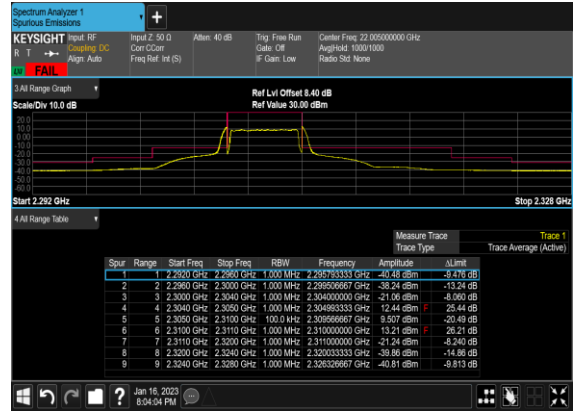 Spectrum Analyzer 1
Spurious Emissions
KEYSIGHT Input: RF Input Z: 50 Ω Atten: 40 dB Trig: Free Run Center Freq: 22.005000000 GHz
R T Coupling: DC Corr CCorr Gate: Off Avg|Hold: 1000/1000
Align: Auto Freq Ref: Int (S) IF Gain: Low Radio Std: None
FAIL
3 All Range Graph
Ref Lvl Offset 8.40 dB
Scale/Div 10.0 dB Ref Value 30.00 dBm
20.0
10.0
0.00
-10.0
-20.0
-30.0
-40.0
-50.0
-60.0
Start 2.292 GHz Stop 2.328 GHz
4 All Range Table
Measure Trace Trace 1
Trace Type Trace Average (Active)
Spur Range Start Freq Stop Freq RBW Frequency Amplitude ΔLimit
1 1 2.2920 GHz 2.2960 GHz 1.000 MHz 2.295793333 GHz -40.48 dBm -9.476 dB
2 2 2.2960 GHz 2.3000 GHz 1.000 MHz 2.299506667 GHz -38.24 dBm -13.24 dB
3 3 2.3000 GHz 2.3040 GHz 1.000 MHz 2.304000000 GHz -21.06 dBm -8.060 dB
4 4 2.3040 GHz 2.3050 GHz 1.000 MHz 2.304993333 GHz 12.44 dBm F 25.44 dB
5 5 2.3050 GHz 2.3100 GHz 100.0 kHz 2.309566667 GHz 9.507 dBm -20.49 dB
6 6 2.3100 GHz 2.3110 GHz 1.000 MHz 2.310000000 GHz 13.21 dBm F 26.21 dB
7 7 2.3110 GHz 2.3200 GHz 1.000 MHz 2.311000000 GHz -21.24 dBm -8.240 dB
8 8 2.3200 GHz 2.3240 GHz 1.000 MHz 2.320033333 GHz -39.86 dBm -14.86 dB
9 9 2.3240 GHz 2.3280 GHz 1.000 MHz 2.326326667 GHz -40.81 dBm -9.813 dB
Jan 16, 2023
8:04:04 PM